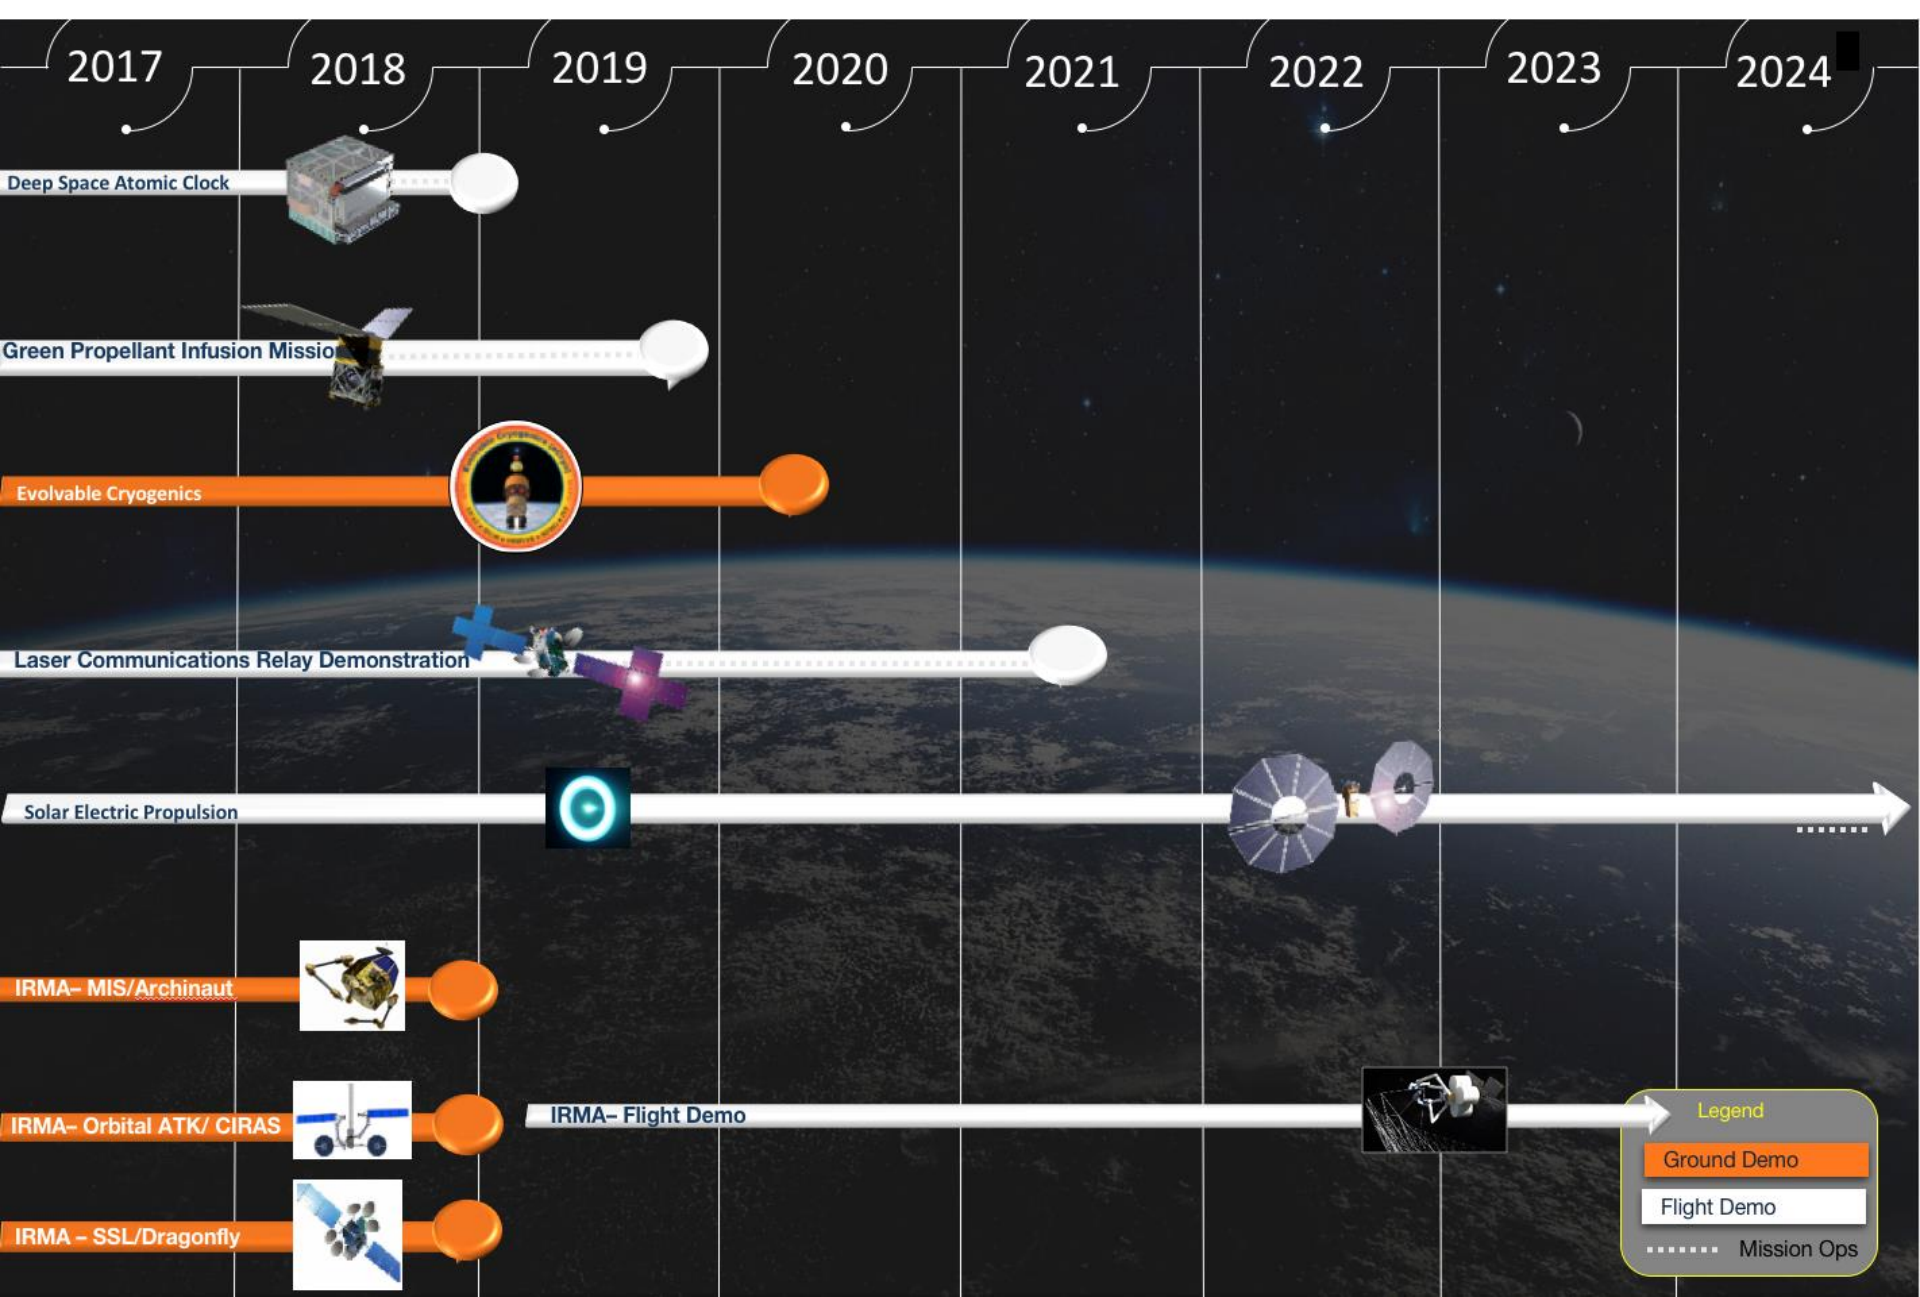 2017 2018 2019 2020 2021 2022 2023 2024
Deep Space Atomic Clock
Green Propellant Infusion Missio
Evolvable Cryogenics
Laser Communications Relay Demonstration
Solar Electric Propulsion
IRMA– MIS/Archinaut
IRMA– Orbital ATK/ CIRAS
IRMA– Flight Demo
IRMA – SSL/Dragonfly
Legend
Ground Demo
Flight Demo
Mission Ops